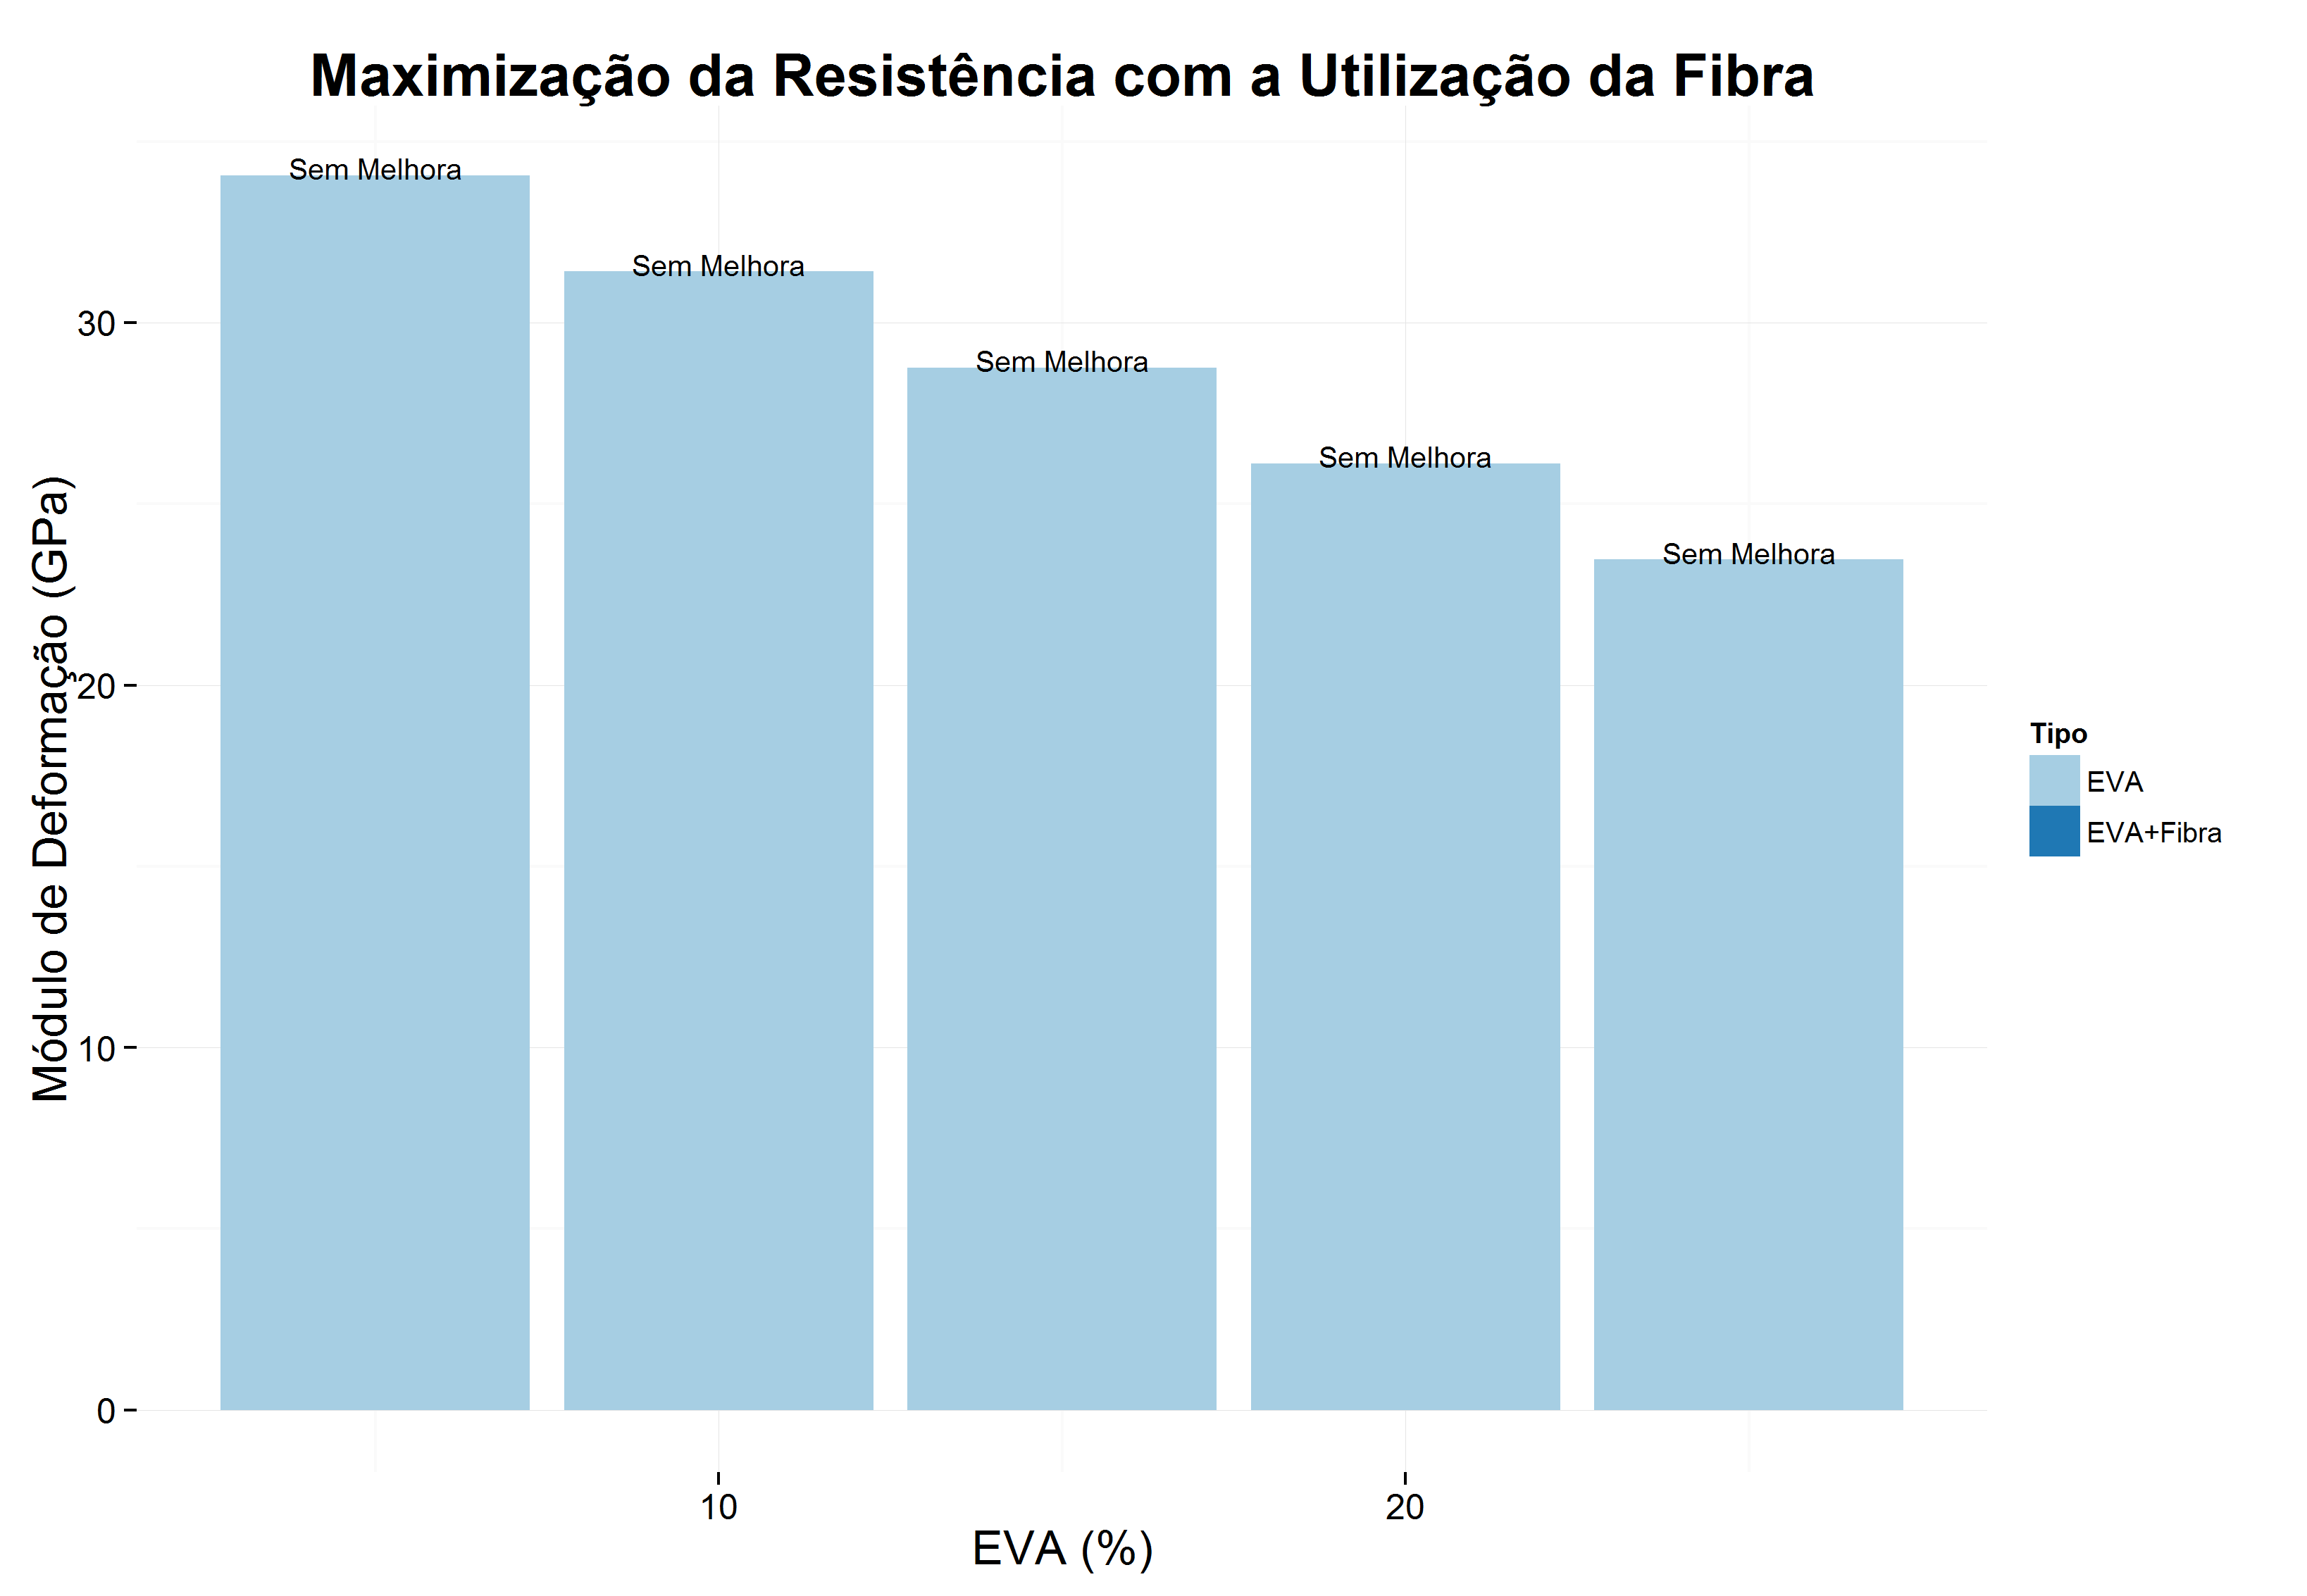 Maximização da Resistência com a Utilização da Fibra
Sem Melhora
Sem Melhora
Sem Melhora
Sem Melhora
Sem Melhora
Módulo de Deformação (GPa)
30
20
10
0
10
20
EVA (%)
Tipo
EVA
EVA+Fibra